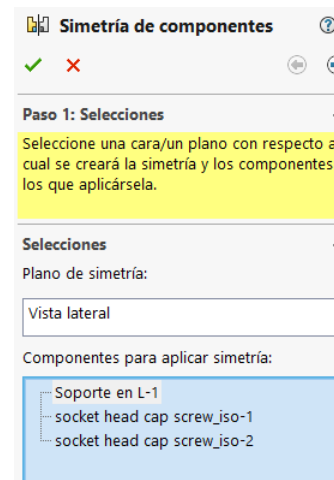 Simetría de componentes
Paso 1: Selecciones
Seleccione una cara/un plano con respecto a
cual se creará la simetría y los componentes
los que aplicársela.
Selecciones
Plano de simetría:
Vista lateral
Componentes para aplicar simetría:
Soporte en L-1
socket head cap screw_iso-1
socket head cap screw_iso-2